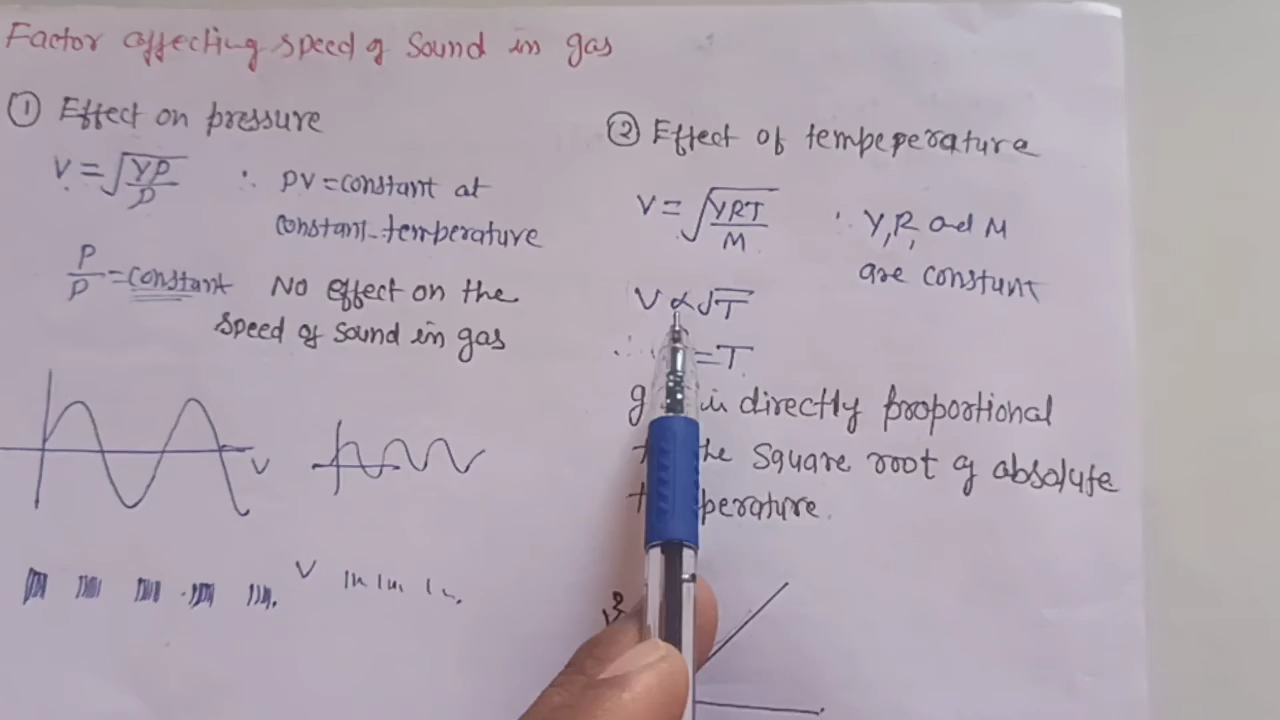 Factor affecting speed of Sound in gas
① Effect on pressure
V = √γP/ρ ∴ PV = constant at
constant temperature
P/ρ = constant No effect on the
speed of sound in gas
V
V
② Effect of tempeperature
V = √γRT/M ∵ γ, R, and M
are constant
V ∝ √T
∴ = T
in directly proportional
the square root of absolute
perature.